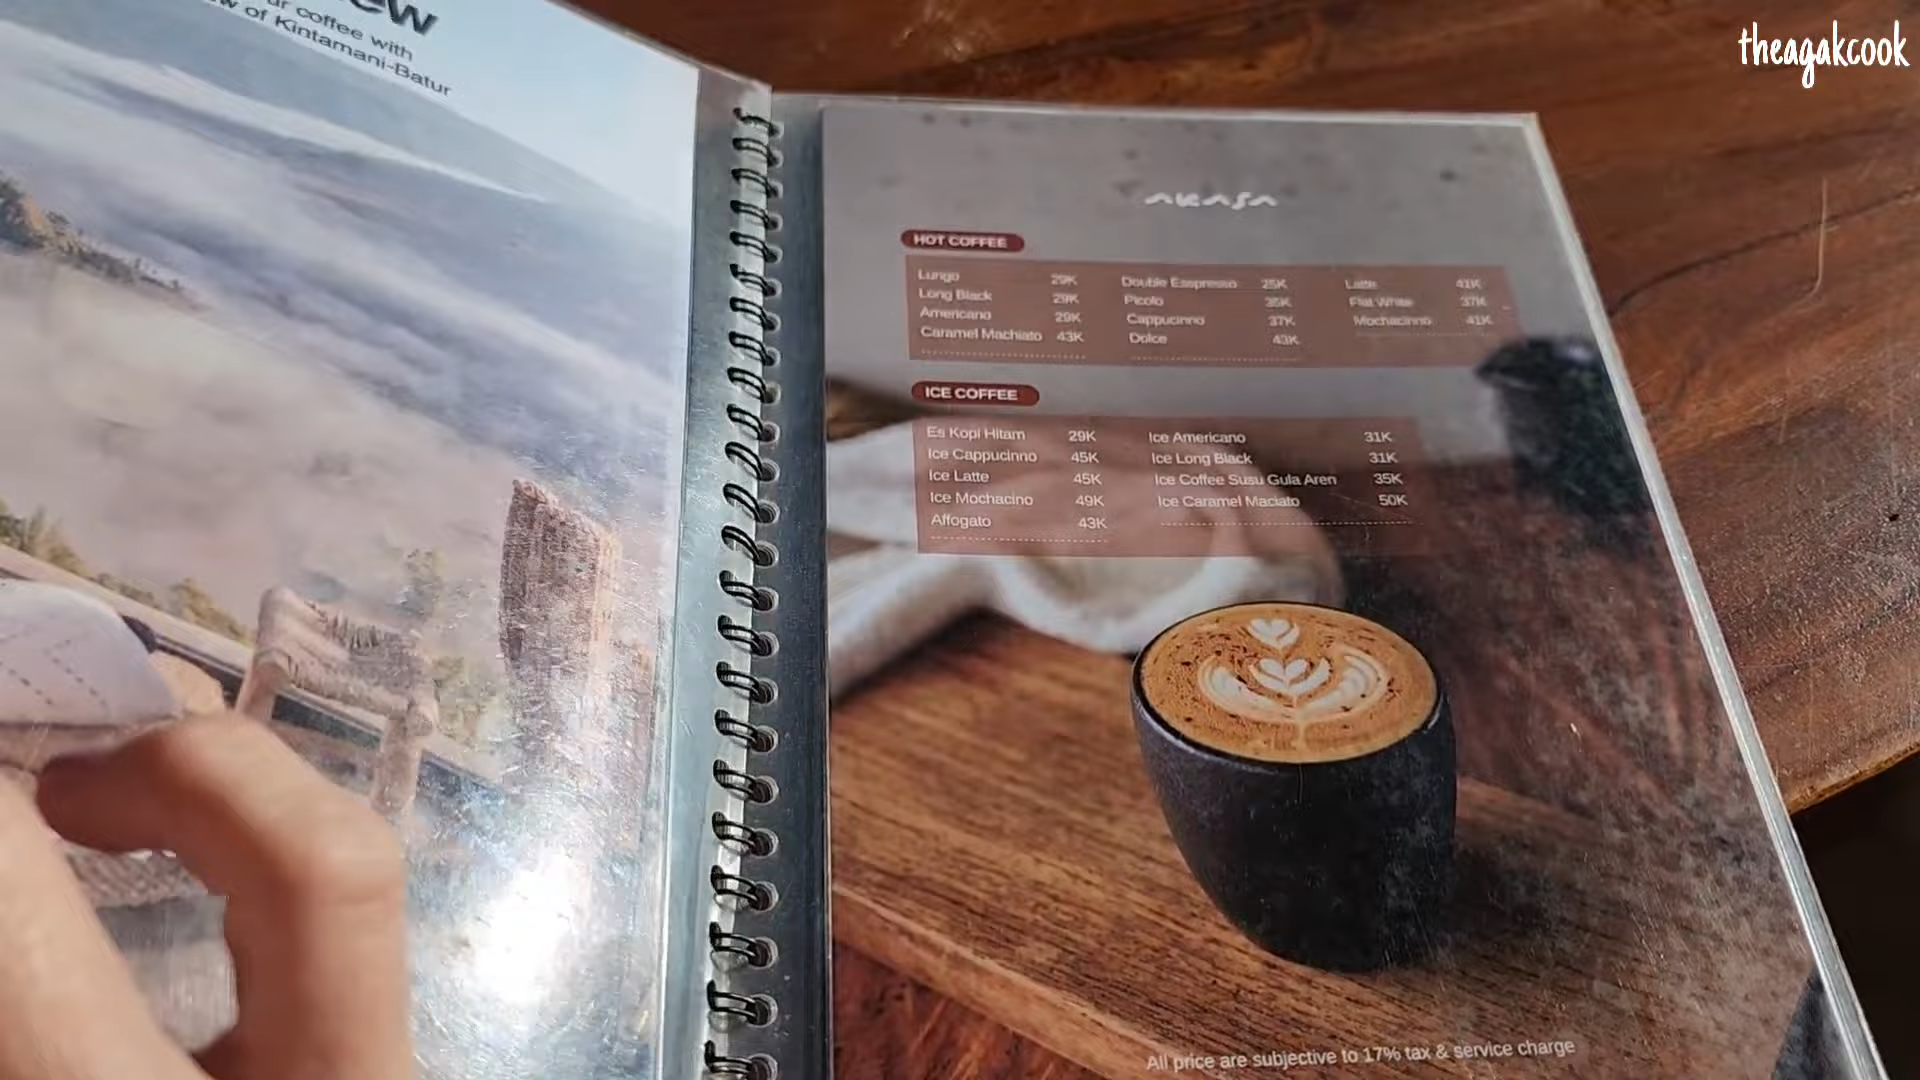 ew
ur coffee with
w of Kintamani-Batur
theagakcook
AKASA
HOT COFFEE
Lungo 29K
Long Black 29K
Americano 29K
Caramel Machiato 43K
Double Esspresso 25K
Picolo 35K
Cappucinno 37K
Dolce 43K
Latte 41K
Flat White 37K
Mochacinno 41K
ICE COFFEE
Es Kopi Hitam 29K
Ice Cappucinno 45K
Ice Latte 45K
Ice Mochacino 49K
Affogato 43K
Ice Americano 31K
Ice Long Black 31K
Ice Coffee Susu Gula Aren 35K
Ice Caramel Maciato 50K
All price are subjective to 17% tax & service charge